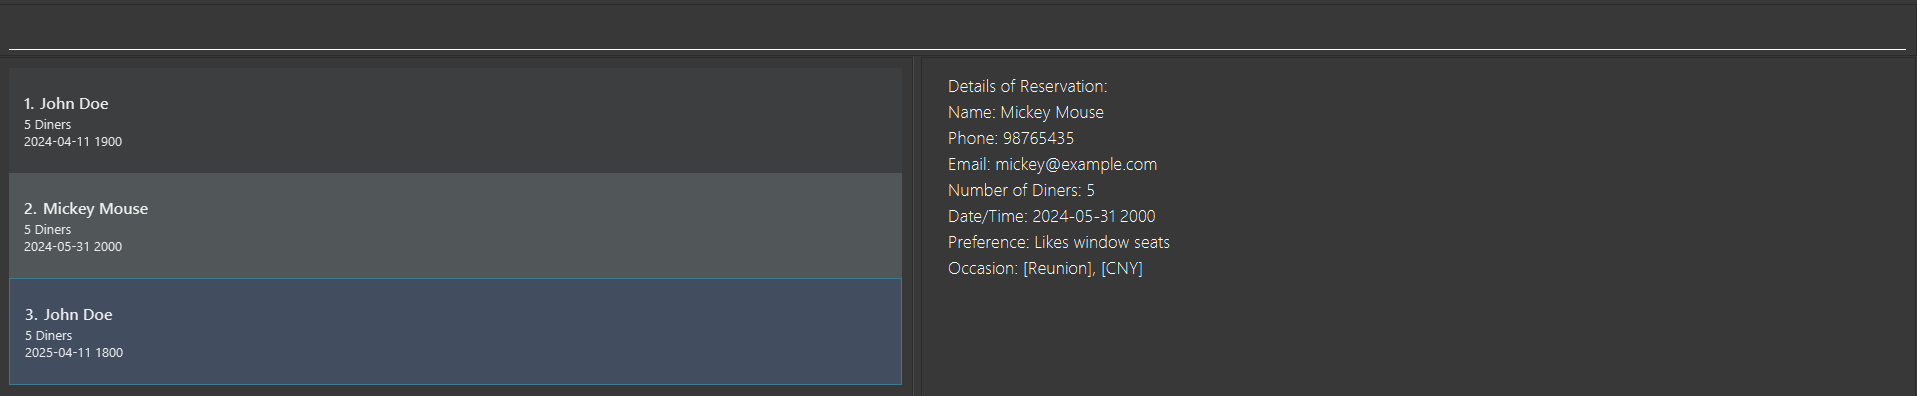 1. John Doe
5 Diners
2024-04-11 1900
2. Mickey Mouse
5 Diners
2024-05-31 2000
3. John Doe
5 Diners
2025-04-11 1800
Details of Reservation:
Name: Mickey Mouse
Phone: 98765435
Email: mickey@example.com
Number of Diners: 5
Date/Time: 2024-05-31 2000
Preference: Likes window seats
Occasion: [Reunion], [CNY]